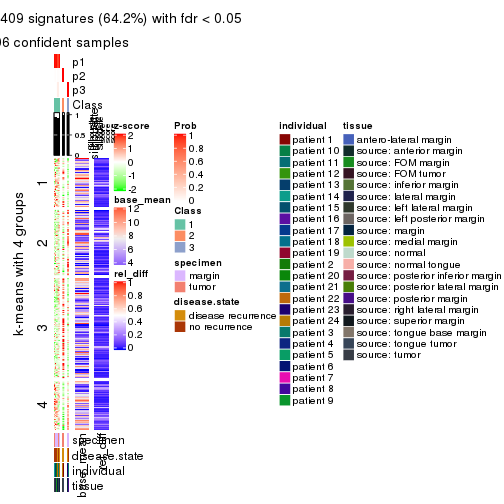 409 signatures (64.2%) with fdr < 0.05
96 confident samples
p1
p2
p3
Class
1
0.5
0
k-means with 4 groups
1
2
3
4
specimen
disease.state
individual
tissue
base_mean
rel_diff
z-score
2
1
0
-1
-2
base_mean
12
10
8
6
4
rel_diff
1
0.8
0.6
0.4
0.2
0
Prob
1
0.8
0.6
0.4
0.2
0
Class
1
2
3
specimen
margin
tumor
disease.state
disease recurrence
no recurrence
individual
patient 1
patient 10
patient 11
patient 12
patient 13
patient 14
patient 15
patient 16
patient 17
patient 18
patient 19
patient 2
patient 20
patient 21
patient 22
patient 23
patient 24
patient 3
patient 4
patient 5
patient 6
patient 7
patient 8
patient 9
tissue
antero-lateral margin
source: anterior margin
source: FOM margin
source: FOM tumor
source: inferior margin
source: lateral margin
source: left lateral margin
source: left posterior margin
source: margin
source: medial margin
source: normal
source: normal tongue
source: posterior inferior margin
source: posterior lateral margin
source: posterior margin
source: right lateral margin
source: superior margin
source: tongue base margin
source: tongue tumor
source: tumor